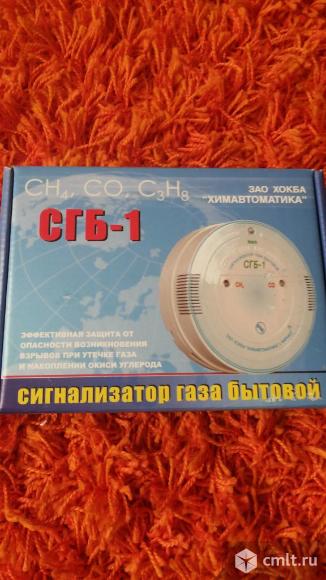 CH₄, CO, C₃H₈
ЗАО ХОКБА
"ХИМАВТОМАТИКА"
СГБ-1
СГБ-1
CH₄
CO
ЭФФЕКТИВНАЯ ЗАЩИТА ОТ
ОПАСНОСТИ ВОЗНИКНОВЕНИЯ
ВЗРЫВОВ ПРИ УТЕЧКЕ ГАЗА
И НАКОПЛЕНИИ ОКИСИ УГЛЕРОДА
СИГНАЛИЗАТОР ГАЗА БЫТОВОЙ
cmlt.ru